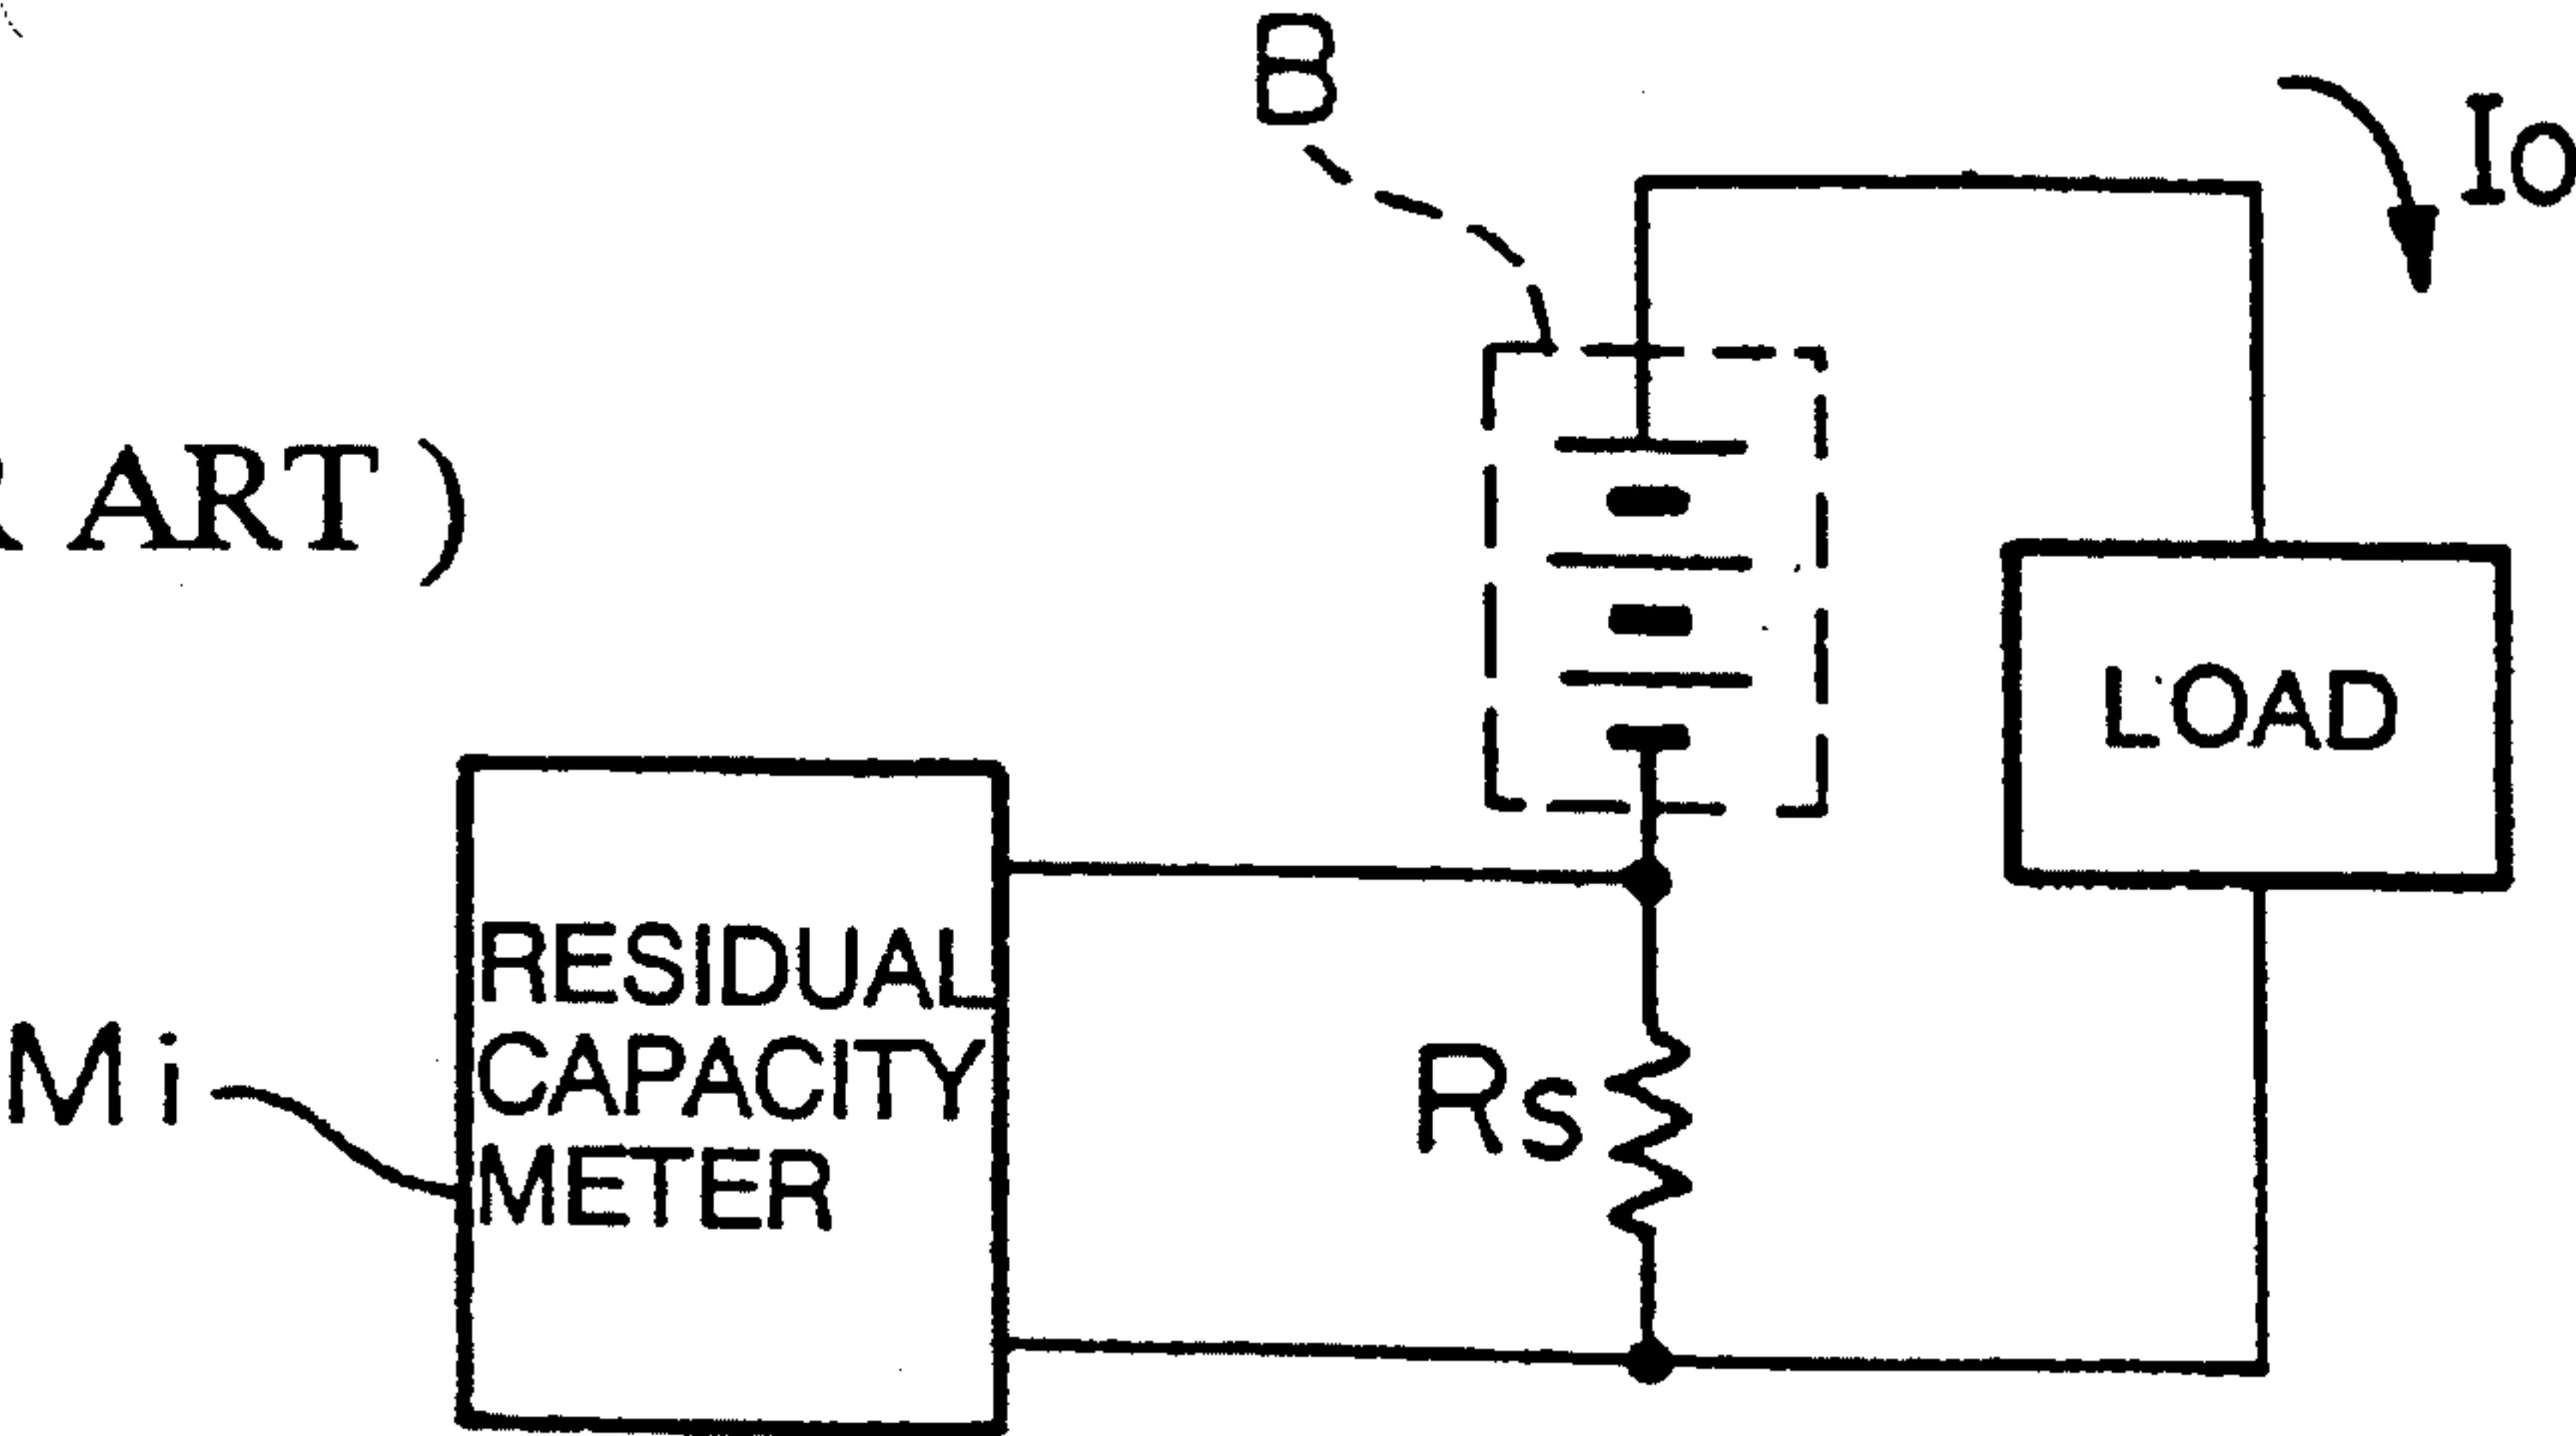 B
Io
ART)
LOAD
RESIDUAL
CAPACITY
METER
Mi
Rs